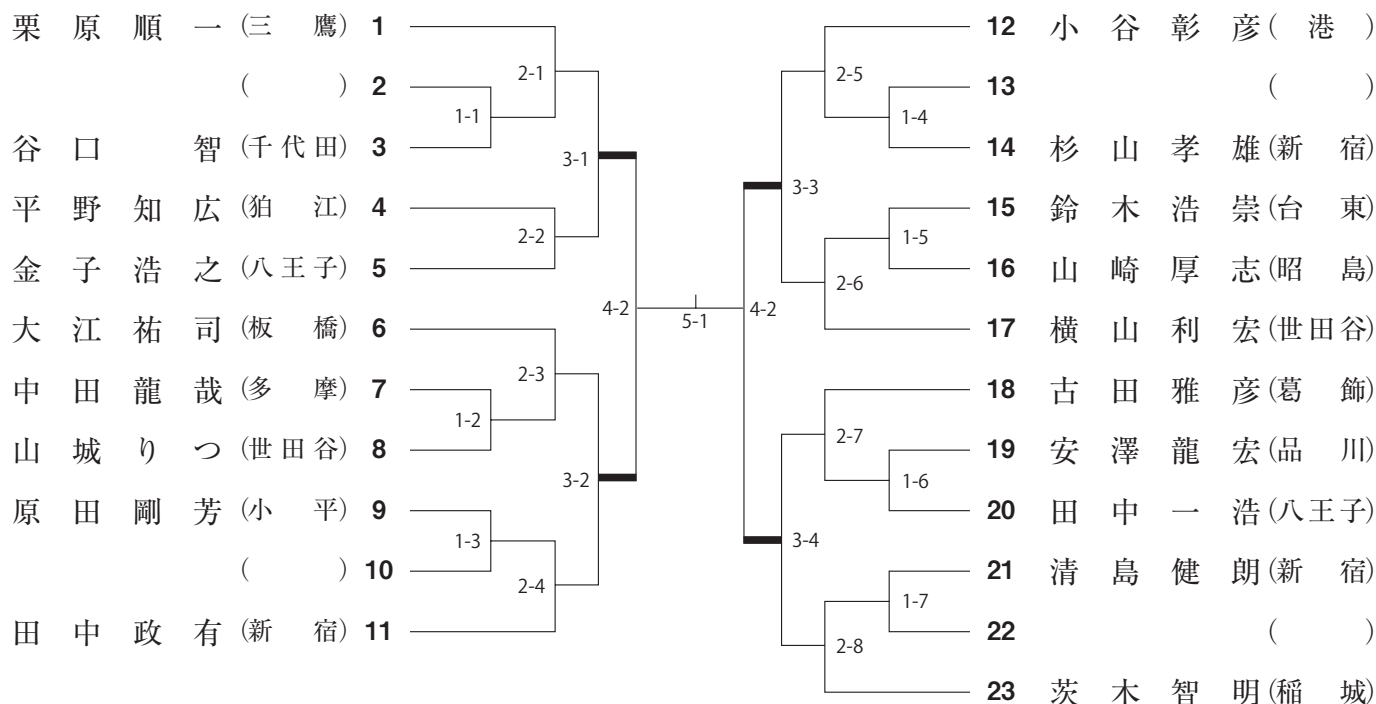 栗原順一(三鷹) 1
( ) 2
谷口智(千代田) 3
平野知広(狛江) 4
金子浩之(八王子) 5
大江祐司(板橋) 6
中田龍哉(多摩) 7
山城りつ(世田谷) 8
原田剛芳(小平) 9
( ) 10
田中政有(新宿) 11
2-1
1-1
3-1
2-2
4-2
2-3
1-2
3-2
1-3
2-4
5-1
12 小谷彰彦(港)
13 ( )
14 杉山孝雄(新宿)
15 鈴木浩崇(台東)
16 山崎厚志(昭島)
17 横山利宏(世田谷)
18 古田雅彦(葛飾)
19 安澤龍宏(品川)
20 田中一浩(八王子)
21 清島健朗(新宿)
22 ( )
23 茨木智明(稲城)
2-5
1-4
3-3
1-5
2-6
4-2
2-7
1-6
3-4
1-7
2-8